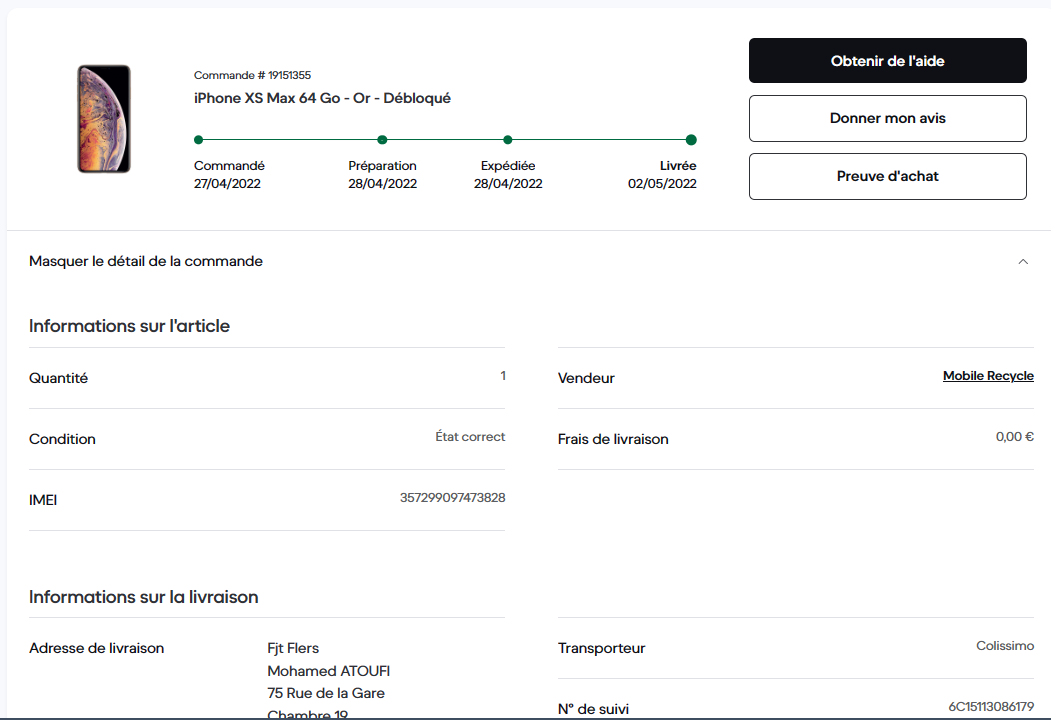 Obtenir de l'aide
Commande # 19151355
iPhone XS Max 64 Go - Or - Débloqué
Donner mon avis
Commandé
Préparation
Expédiée
Livrée
27/04/2022
28/04/2022
28/04/2022
02/05/2022
Preuve d'achat
Masquer le détail de la commande
Informations sur l'article
Quantité 1
Vendeur Mobile Recycle
Condition État correct
Frais de livraison 0,00 €
IMEI 357299097473828
Informations sur la livraison
Adresse de livraison Fjt Flers
Mohamed ATOUFI
75 Rue de la Gare
Chambre 19
Transporteur Colissimo
N° de suivi 6C15113086179